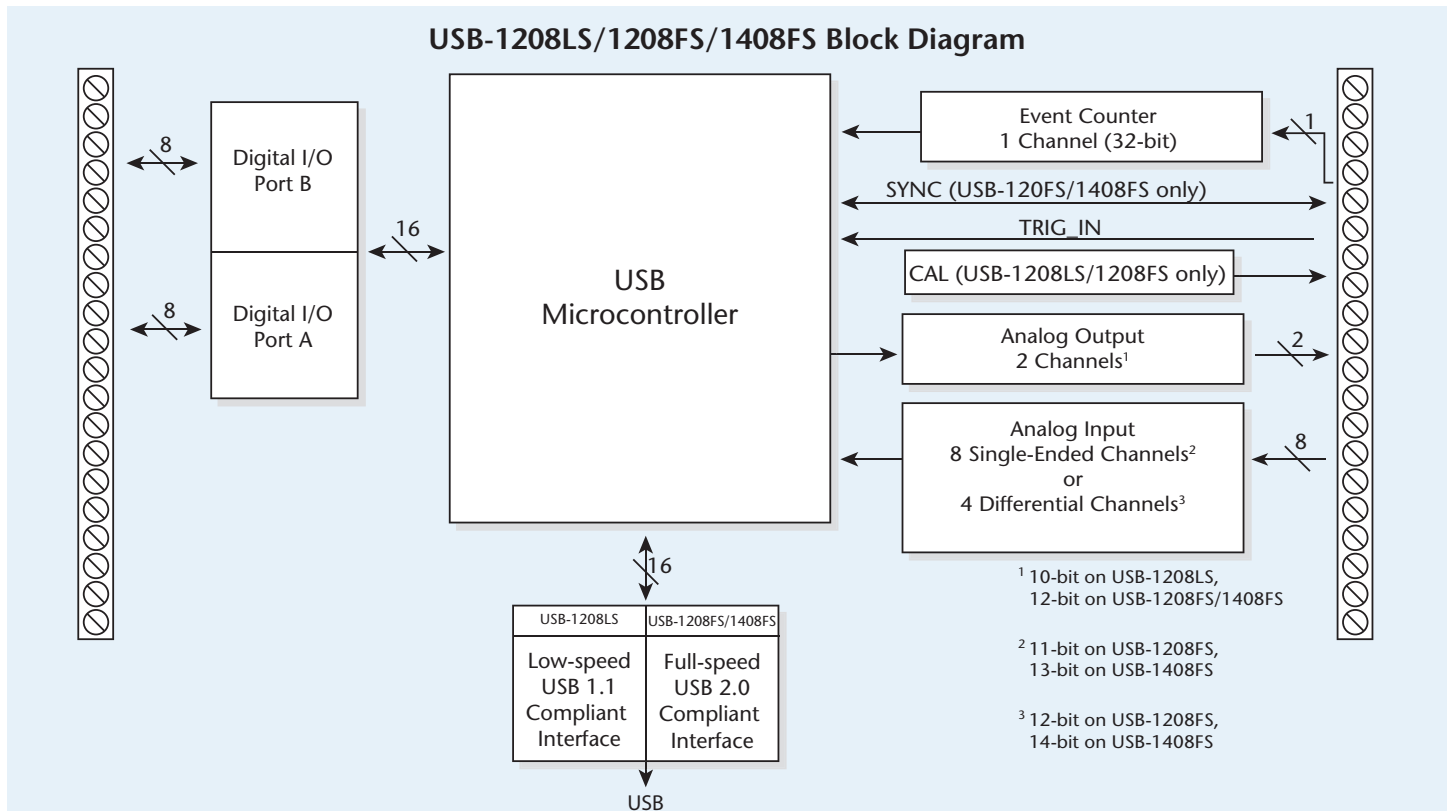 USB-1208LS/1208FS/1408FS Block Diagram
8
Digital I/O
Port B
16
8
Digital I/O
Port A
USB
Microcontroller
Event Counter
1 Channel (32-bit)
1
SYNC (USB-120FS/1408FS only)
TRIG_IN
CAL (USB-1208LS/1208FS only)
Analog Output
2 Channels¹
2
Analog Input
8 Single-Ended Channels²
or
4 Differential Channels³
8
16
USB-1208LS
Low-speed
USB 1.1
Compliant
Interface
USB-1208FS/1408FS
Full-speed
USB 2.0
Compliant
Interface
USB
¹ 10-bit on USB-1208LS,
12-bit on USB-1208FS/1408FS
² 11-bit on USB-1208FS,
13-bit on USB-1408FS
³ 12-bit on USB-1208FS,
14-bit on USB-1408FS